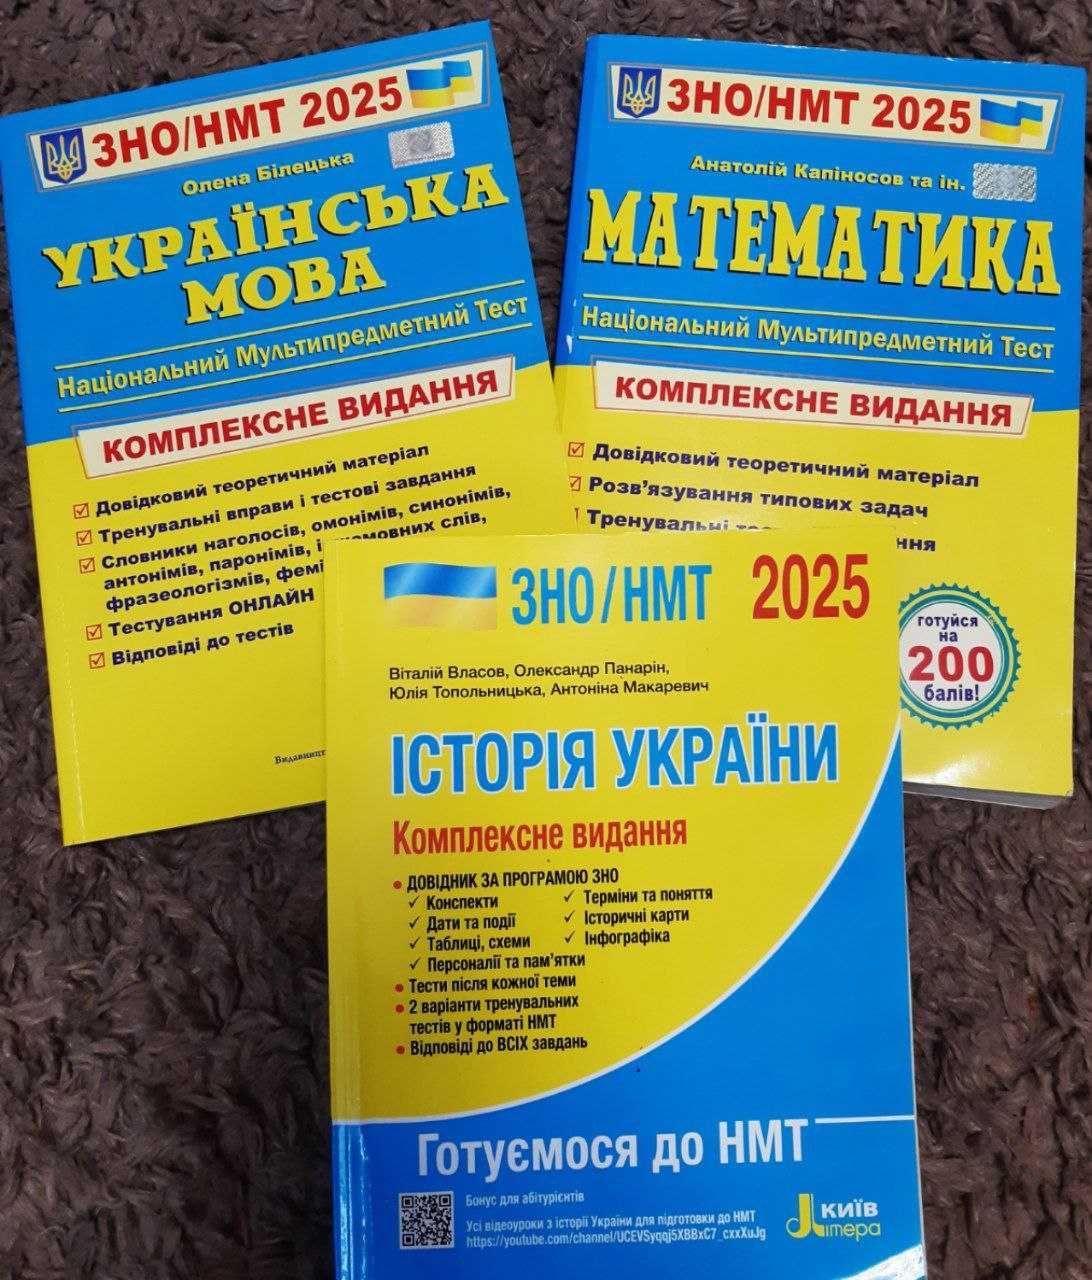 ЗНО/НМТ 2025
Олена Білецька
УКРАЇНСЬКА
МОВА
Національний Мультипредметний Тест
КОМПЛЕКСНЕ ВИДАННЯ
Довідковий теоретичний матеріал
Тренувальні вправи і тестові завдання
Словники наголосів, омонімів, синонімів,
антонімів, паронімів,
фразеологізмів,
Тестування ОНЛАЙН
Відповіді до тестів
ЗНО/НМТ 2025
Анатолій Капіносов та ін.
МАТЕМАТИКА
Національний Мультипредметний Тест
КОМПЛЕКСНЕ ВИДАННЯ
Довідковий теоретичний матеріал
Розв'язування типових задач
Тренувальні
готуйся
на
200
балів!
ЗНО/НМТ 2025
Віталій Власов, Олександр Панарін,
Юлія Топольницька, Антоніна Макаревич
ІСТОРІЯ УКРАЇНИ
Комплексне видання
• ДОВІДНИК ЗА ПРОГРАМОЮ ЗНО
✓ Конспекти
✓ Дати та події
✓ Таблиці, схеми
✓ Персоналії та пам'ятки
✓ Терміни та поняття
✓ Історичні карти
✓ Інфографіка
• Тести після кожної теми
• 2 варіанти тренувальних
тестів у форматі НМТ
• Відповіді до ВСІХ завдань
Готуємося до НМТ
Бонус для абітурієнтів
Усі відеоуроки з історії України для підготовки до НМТ
https://youtube.com/channel/UCEVSyqqj5XBBxC7_cxxXuJg
КИЇВ
Літера